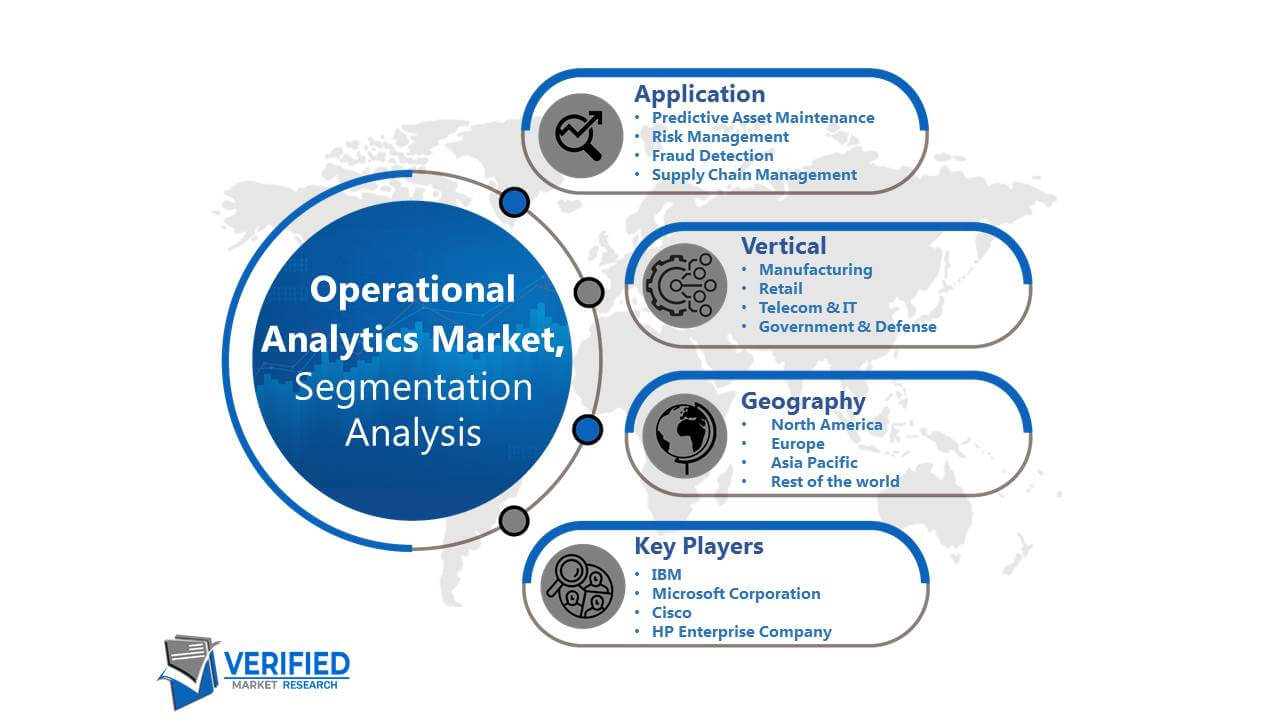 Operational
Analytics Market,
Segmentation
Analysis
Application
• Predictive Asset Maintenance
• Risk Management
• Fraud Detection
• Supply Chain Management
Vertical
• Manufacturing
• Retail
• Telecom & IT
• Government & Defense
Geography
• North America
• Europe
• Asia Pacific
• Rest of the world
Key Players
• IBM
• Microsoft Corporation
• Cisco
• HP Enterprise Company
VERIFIED
MARKET RESEARCH